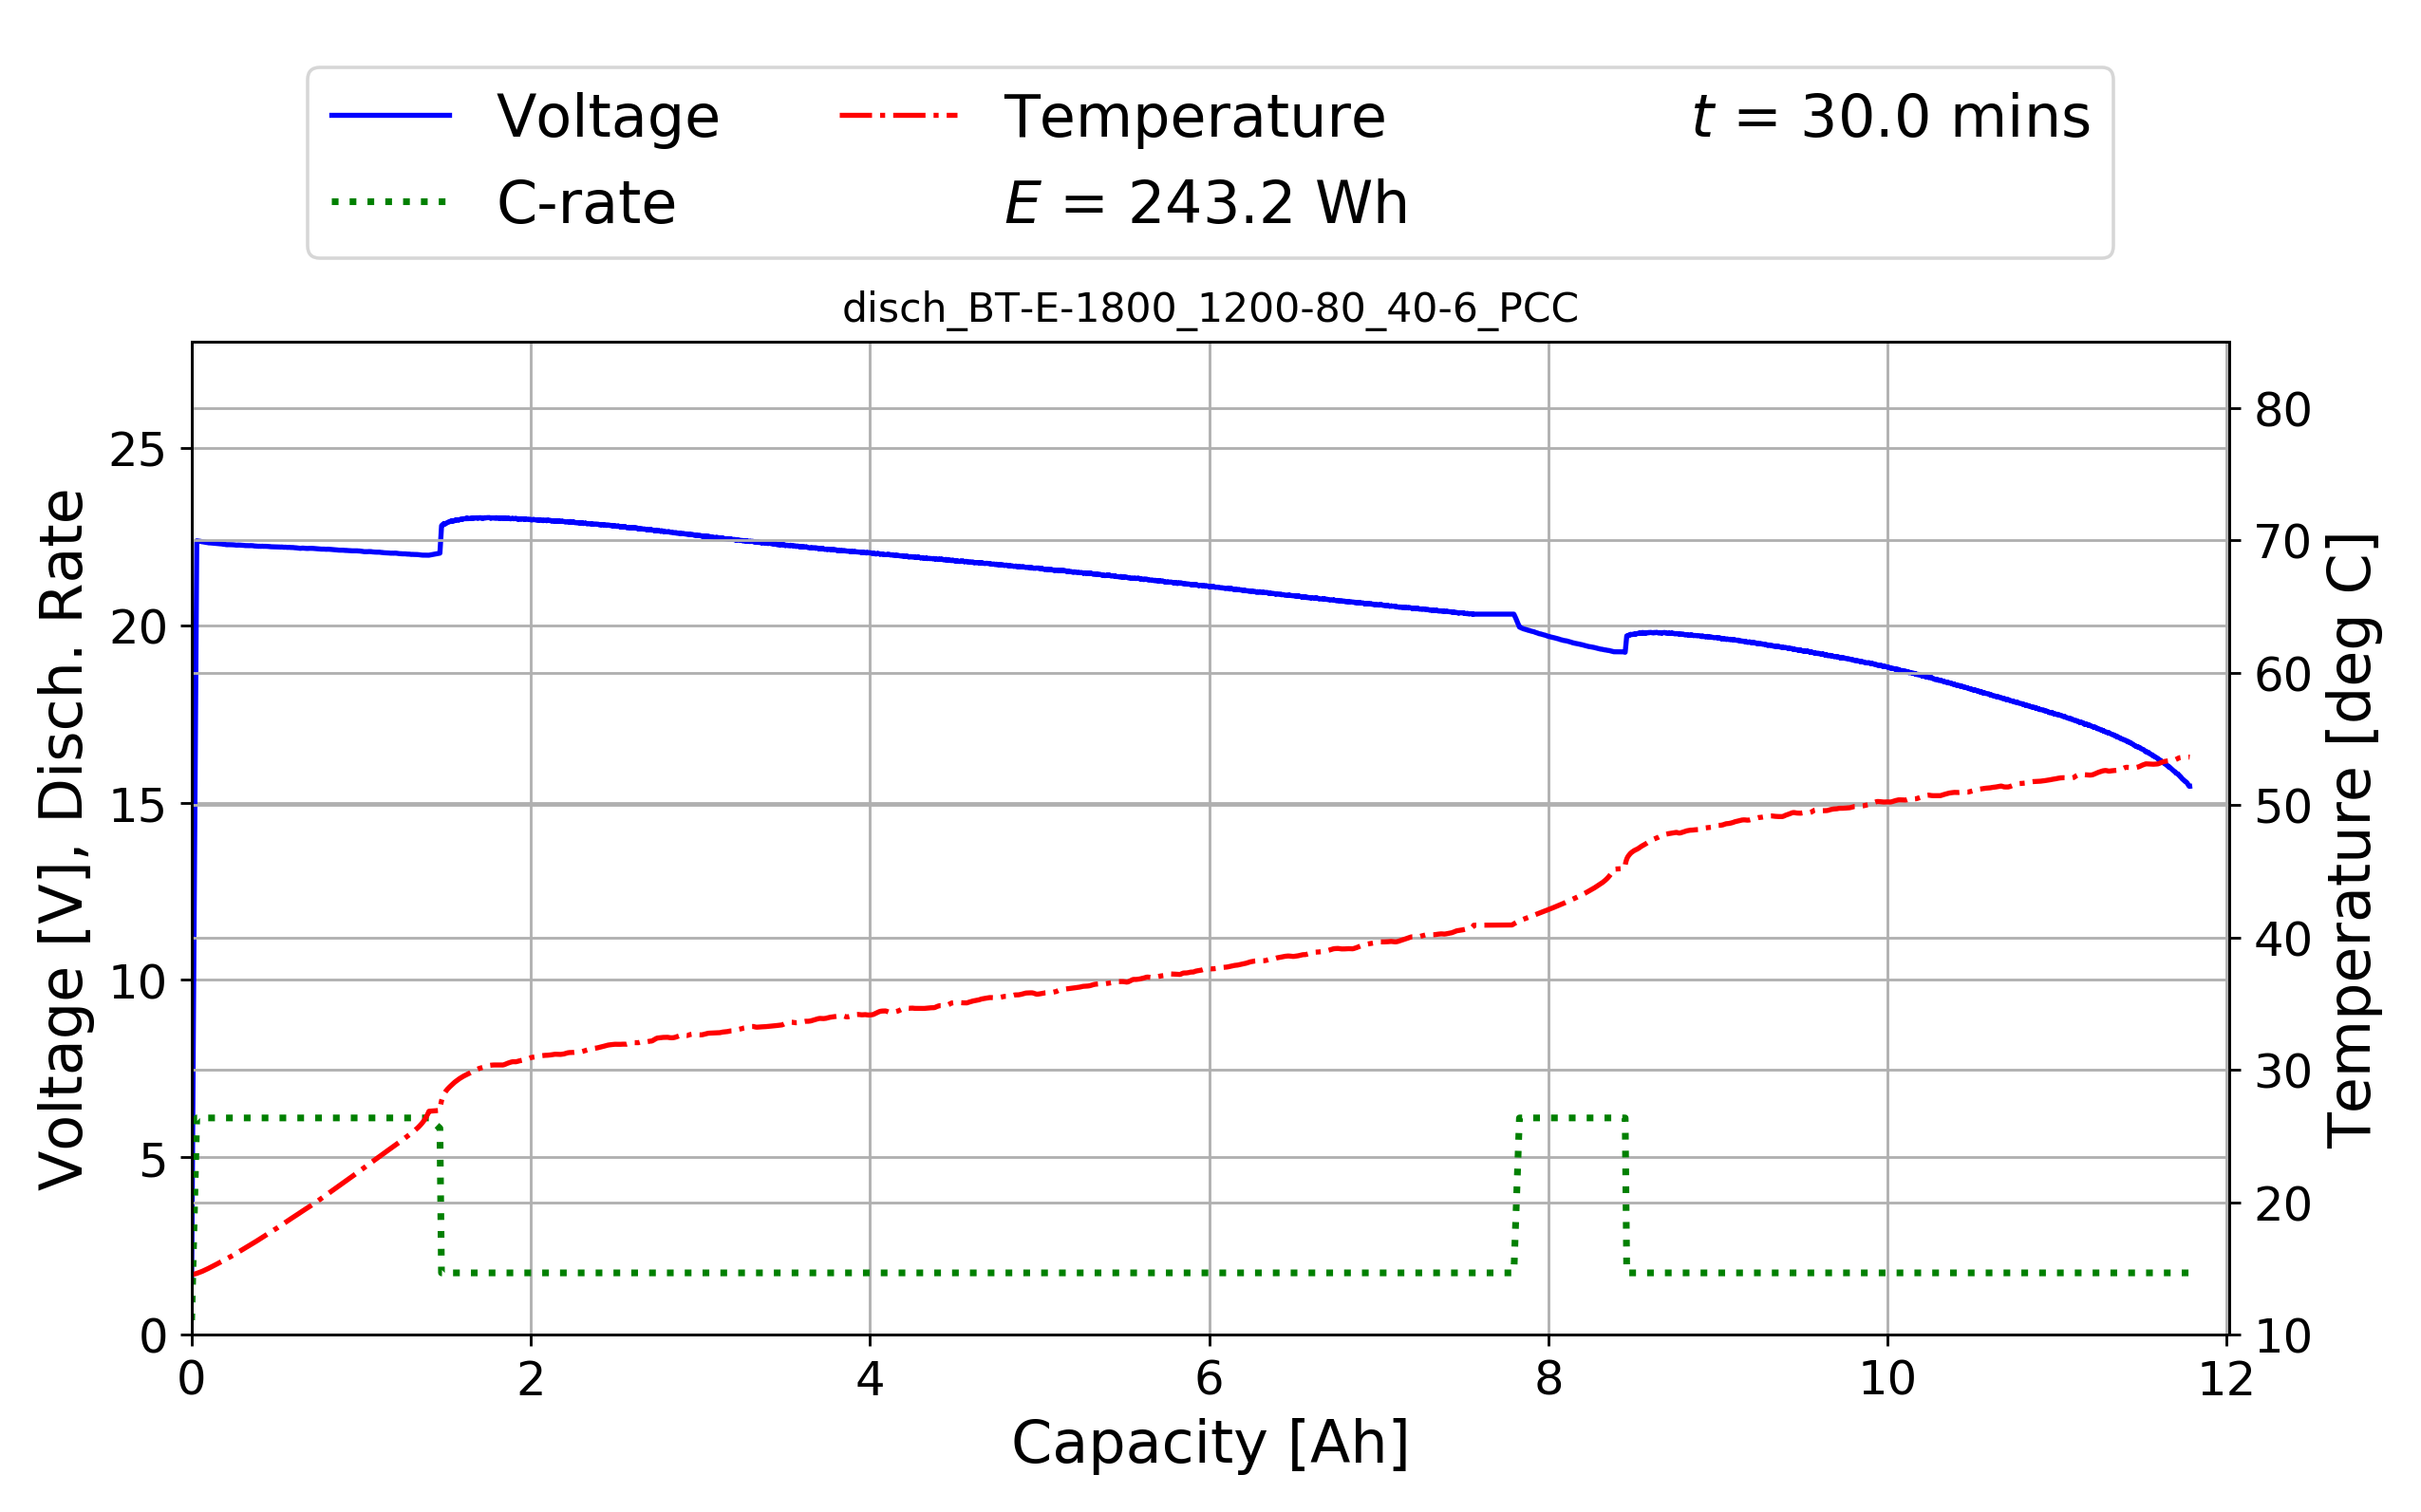 Voltage
C-rate
Temperature
E = 243.2 Wh
t = 30.0 mins
disch_BT-E-1800_1200-80_40-6_PCC
Voltage [V], Disch. Rate
25
20
15
10
5
0
0 2 4 6 8 10 12
Capacity [Ah]
80
70
60
50
40
30
20
10
Temperature [deg C]